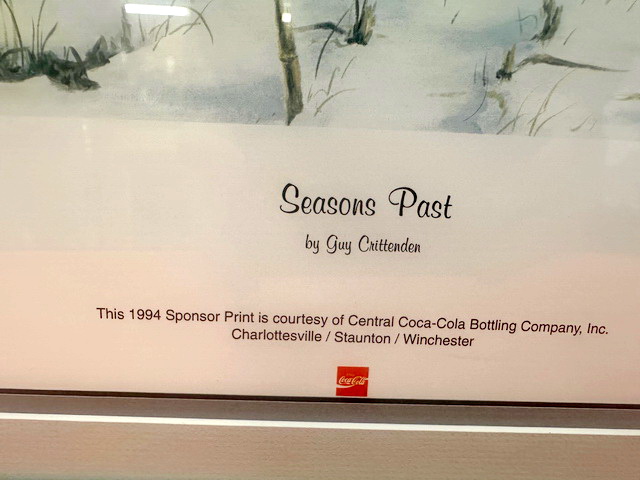 Seasons Past
by Guy Crittenden
This 1994 Sponsor Print is courtesy of Central Coca-Cola Bottling Company, Inc.
Charlottesville / Staunton / Winchester
Coca-Cola